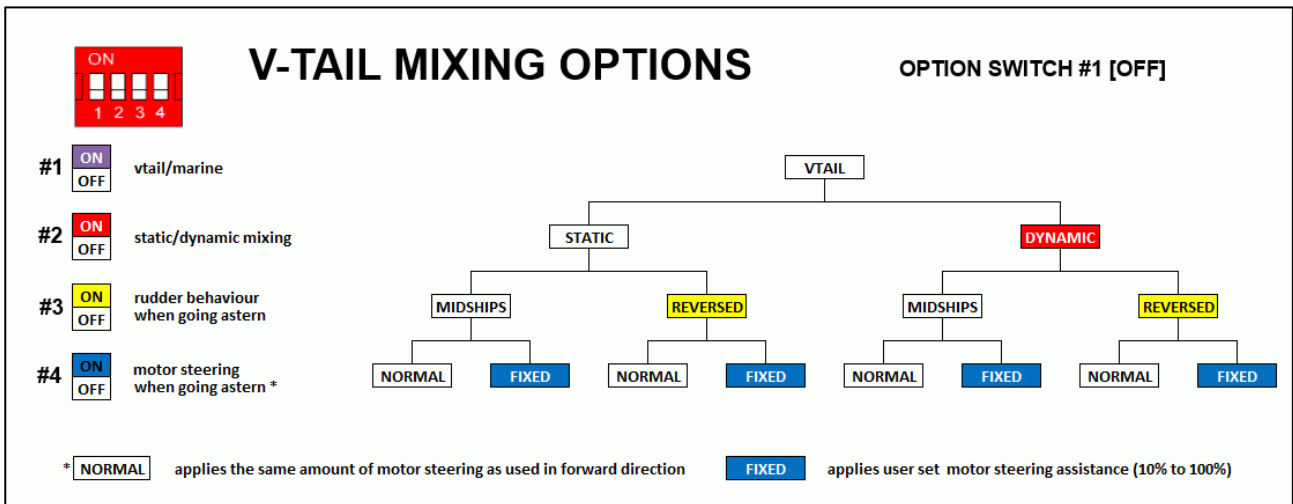 ON
1 2 3 4
V-TAIL MIXING OPTIONS
OPTION SWITCH #1 [OFF]
#1 ON OFF vtail/marine
#2 ON OFF static/dynamic mixing
#3 ON OFF rudder behaviour
when going astern
#4 ON OFF motor steering
when going astern *
VTAIL
STATIC DYNAMIC
MIDSHIPS REVERSED MIDSHIPS REVERSED
NORMAL FIXED NORMAL FIXED NORMAL FIXED NORMAL FIXED
* NORMAL applies the same amount of motor steering as used in forward direction FIXED applies user set motor steering assistance (10% to 100%)